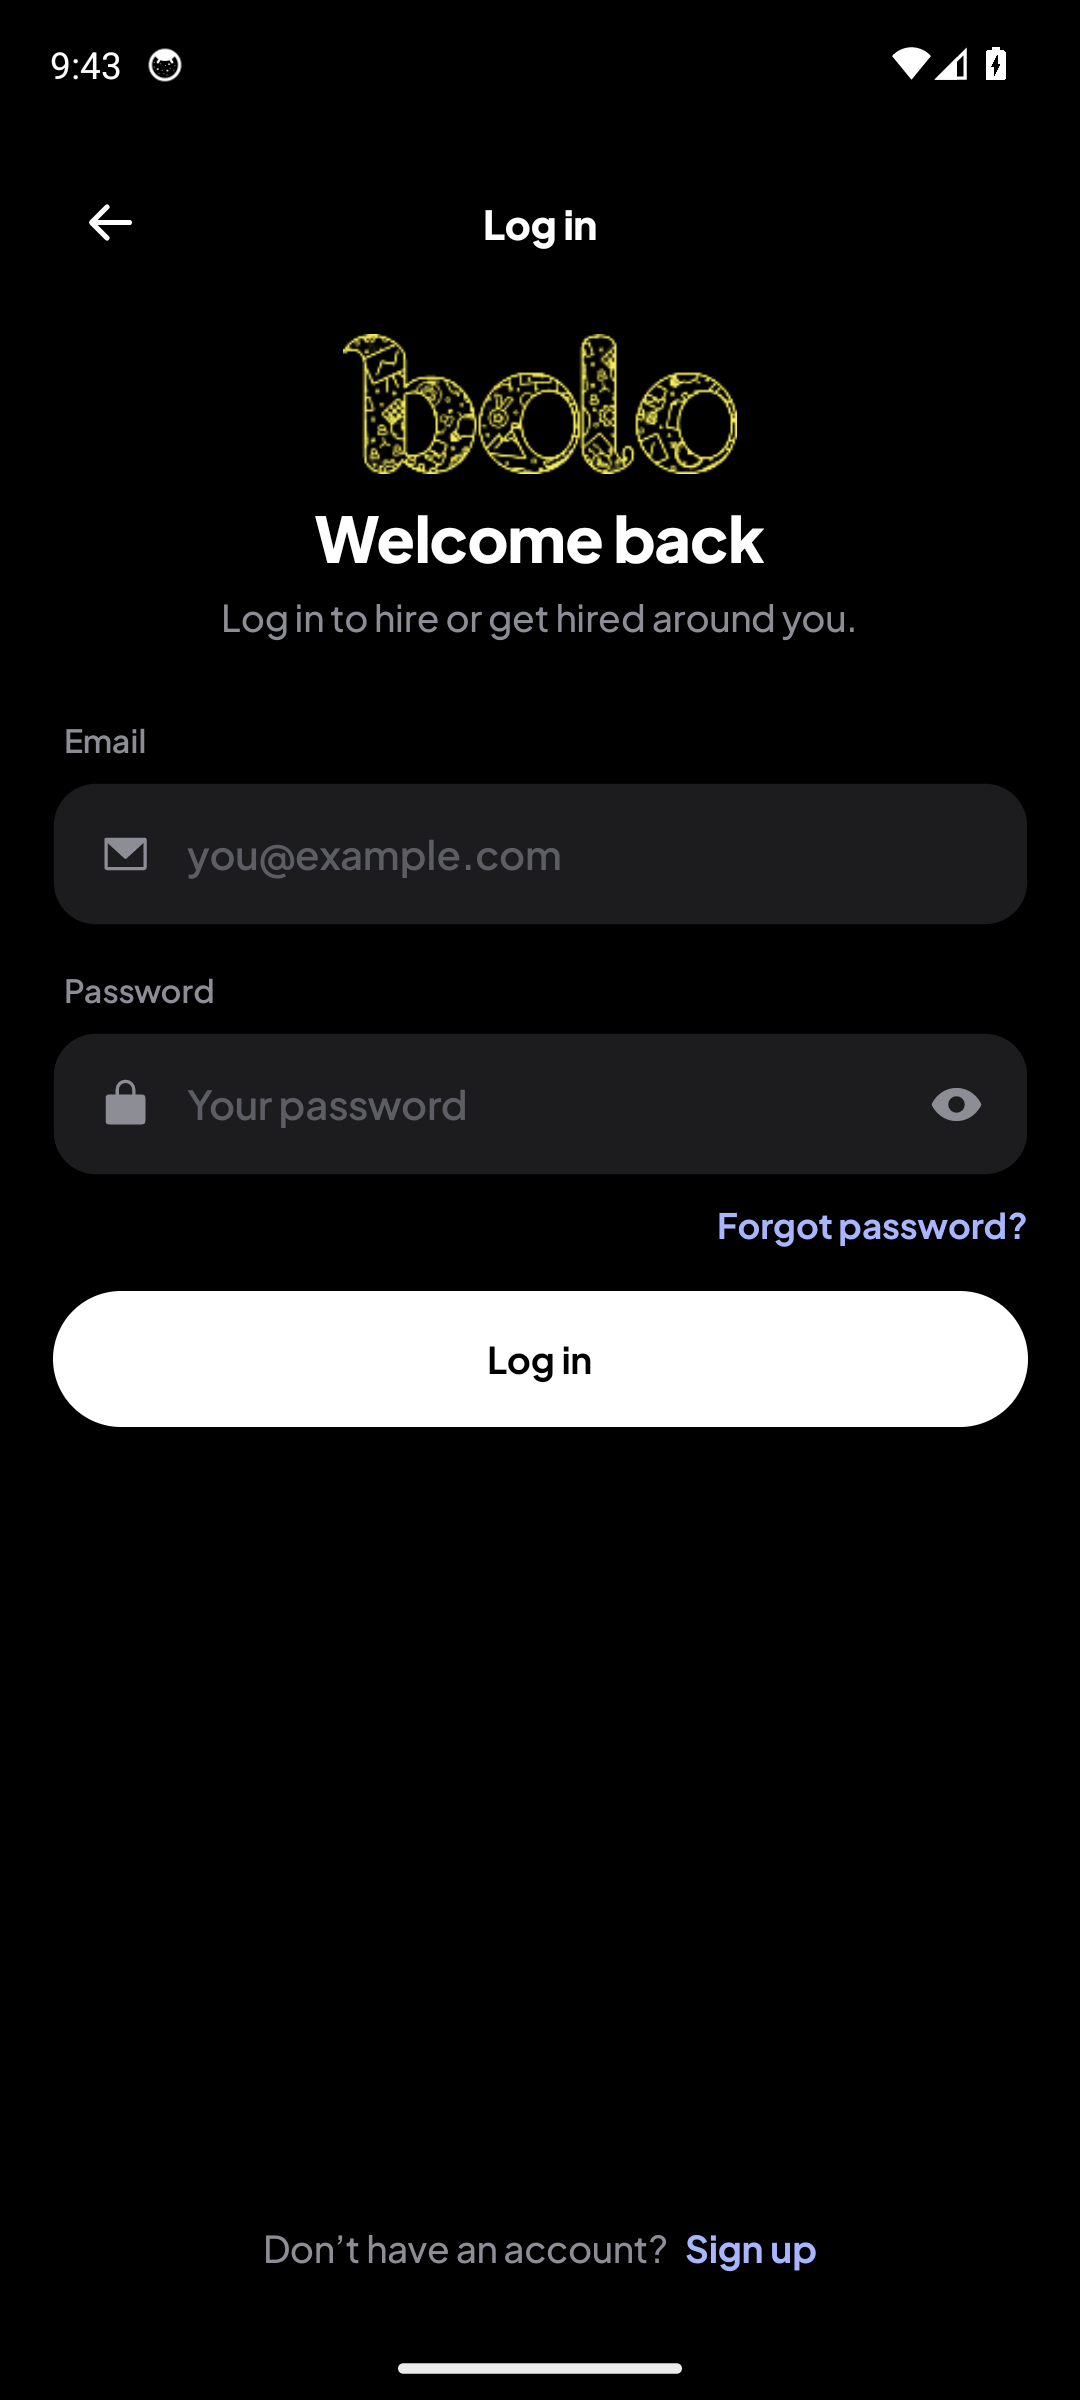 9:43
Log in
bolo
Welcome back
Log in to hire or get hired around you.
Email
you@example.com
Password
Your password
Forgot password?
Log in
Don’t have an account? Sign up